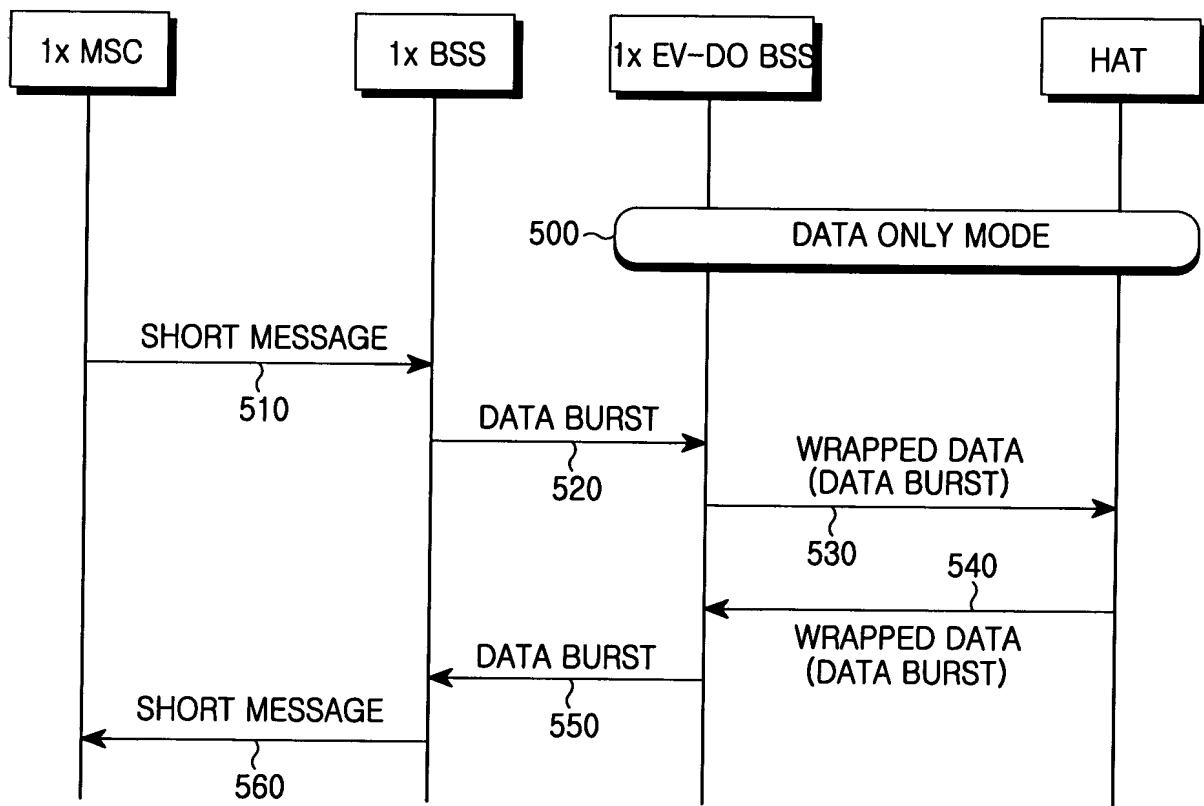 1x MSC
1x BSS
1x EV-DO BSS
HAT
500
DATA ONLY MODE
SHORT MESSAGE
510
DATA BURST
520
WRAPPED DATA
(DATA BURST)
530
540
WRAPPED DATA
(DATA BURST)
DATA BURST
550
SHORT MESSAGE
560